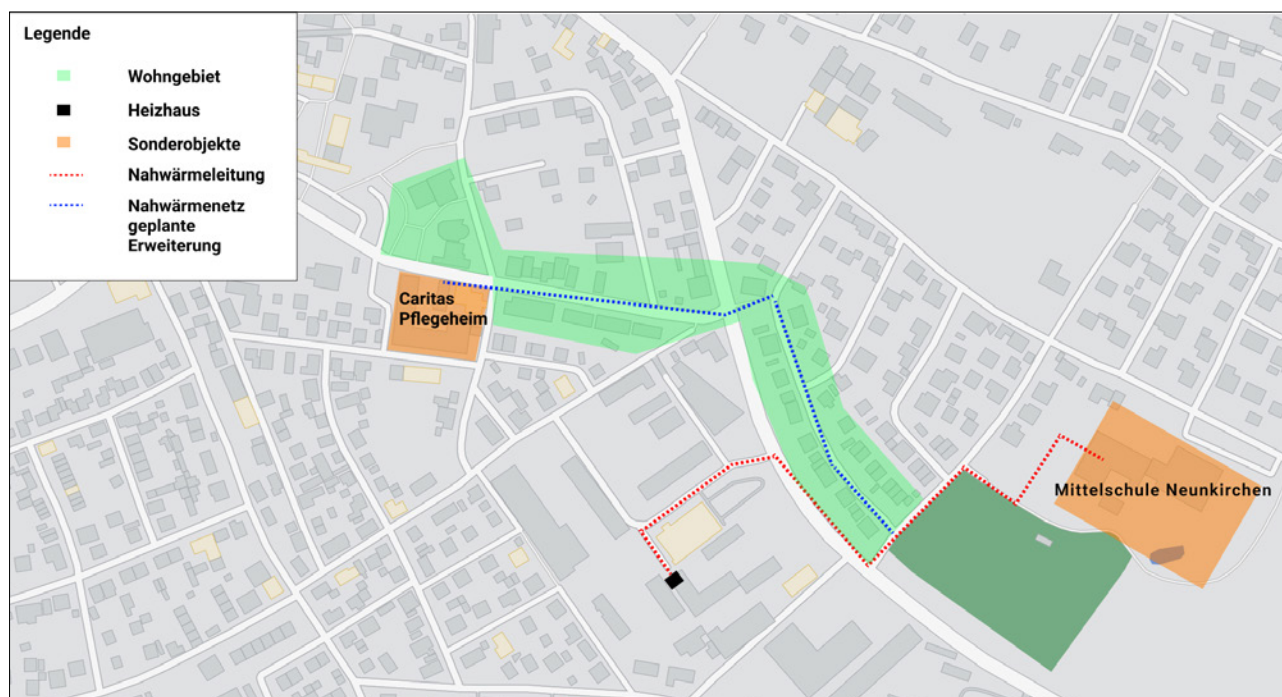 Legende
Wohngebiet
Heizhaus
Sonderobjekte
Nahwärmeleitung
Nahwärmenetz
geplante
Erweiterung
Caritas
Pflegeheim
Mittelschule Neunkirchen